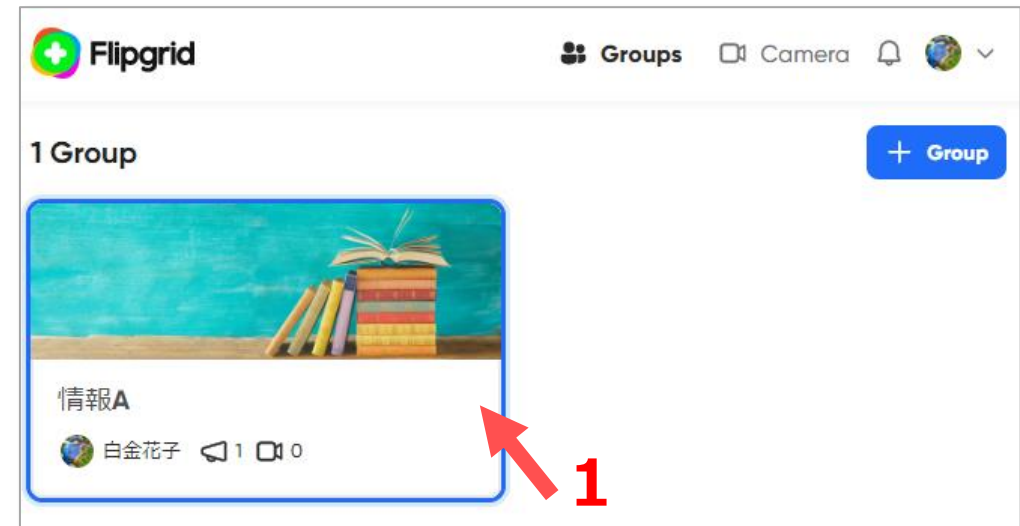 Flipgrid Groups Camera
1 Group + Group
情報A
白金花子 1 0
1